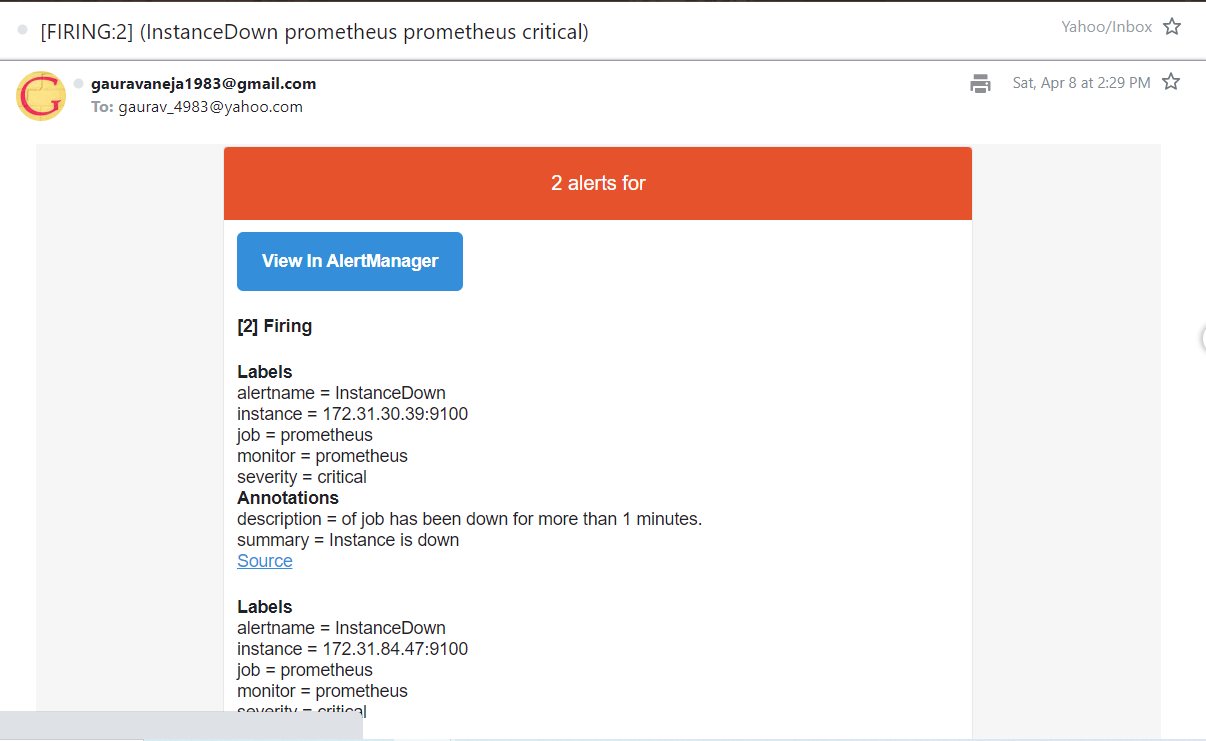 [FIRING:2] (InstanceDown prometheus prometheus critical)
Yahoo/Inbox
gauravaneja1983@gmail.com
Sat, Apr 8 at 2:29 PM
To: gaurav_4983@yahoo.com
G
2 alerts for
View In AlertManager
[2] Firing
Labels
alertname = InstanceDown
instance = 172.31.30.39:9100
job = prometheus
monitor = prometheus
severity = critical
Annotations
description = of job has been down for more than 1 minutes.
summary = Instance is down
Source
Labels
alertname = InstanceDown
instance = 172.31.84.47:9100
job = prometheus
monitor = prometheus
severity = critical